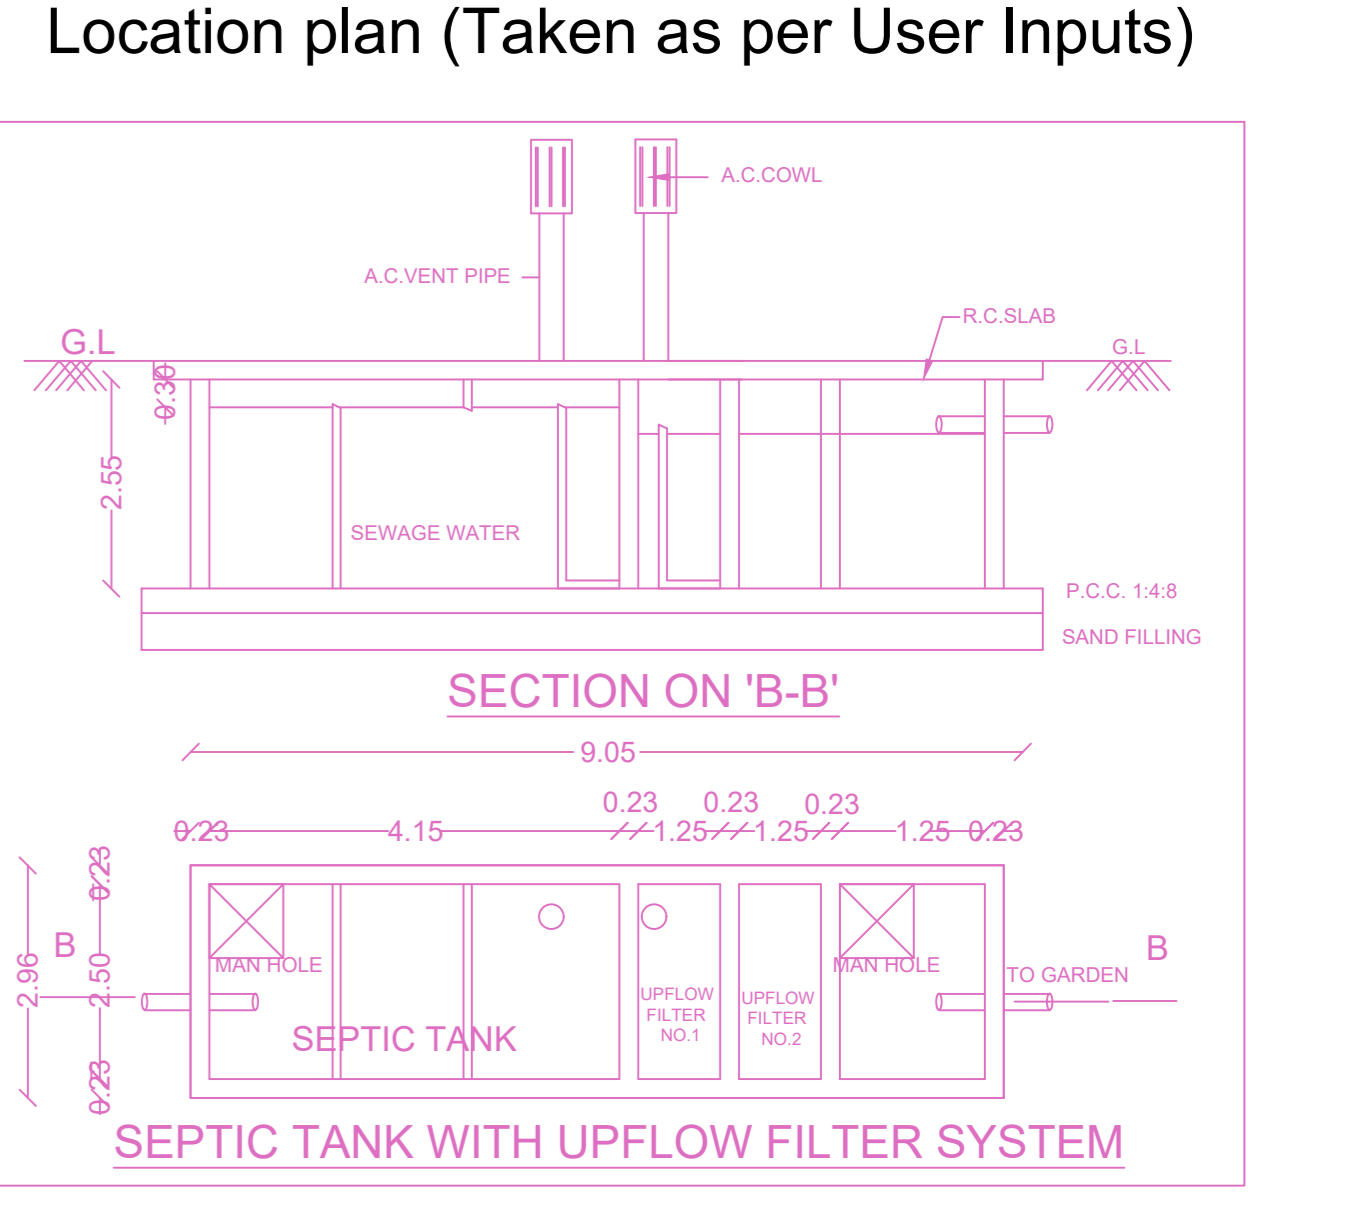 Location plan (Taken as per User Inputs)
A.C.COWL
A.C.VENT PIPE
R.C.SLAB
G.L
G.L
0.30
2.55
SEWAGE WATER
P.C.C. 1:4:8
SAND FILLING
SECTION ON 'B-B'
9.05
0.23 0.23 0.23
0.23 4.15 1.25 1.25 1.25 0.23
0.23
B
B
2.96
2.50
MAN HOLE
MAN HOLE
TO GARDEN
UPFLOW
FILTER
NO.1
UPFLOW
FILTER
NO.2
SEPTIC TANK
0.23
SEPTIC TANK WITH UPFLOW FILTER SYSTEM